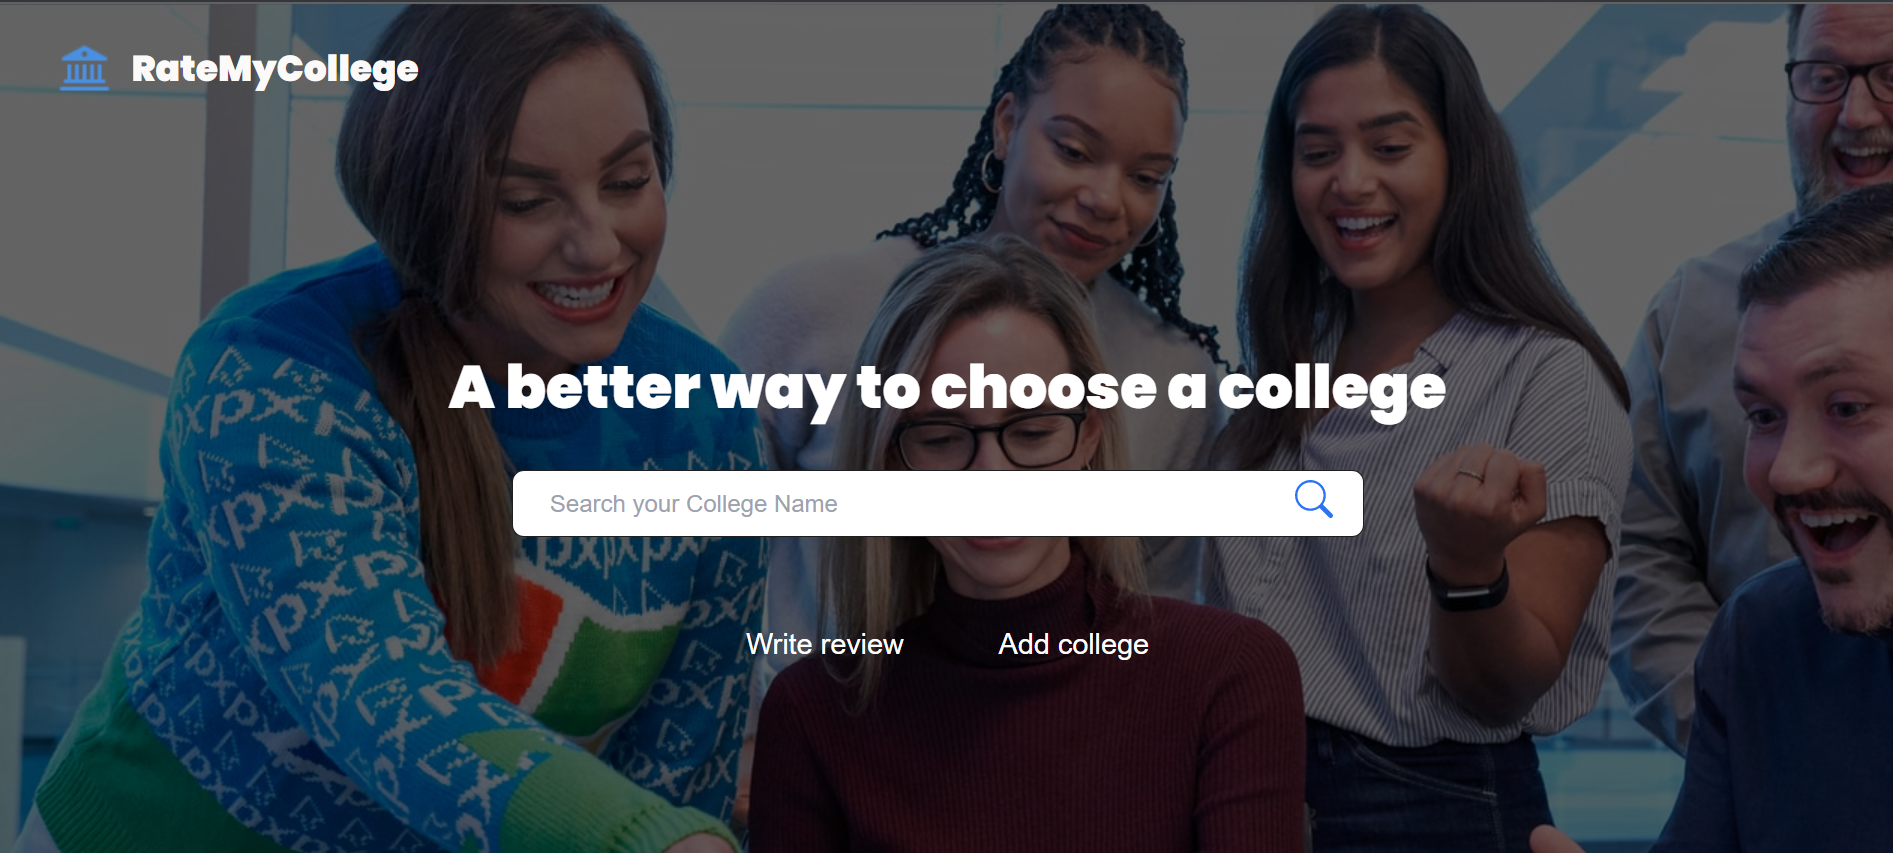 RateMyCollege
A better way to choose a college
Search your College Name
Write review
Add college